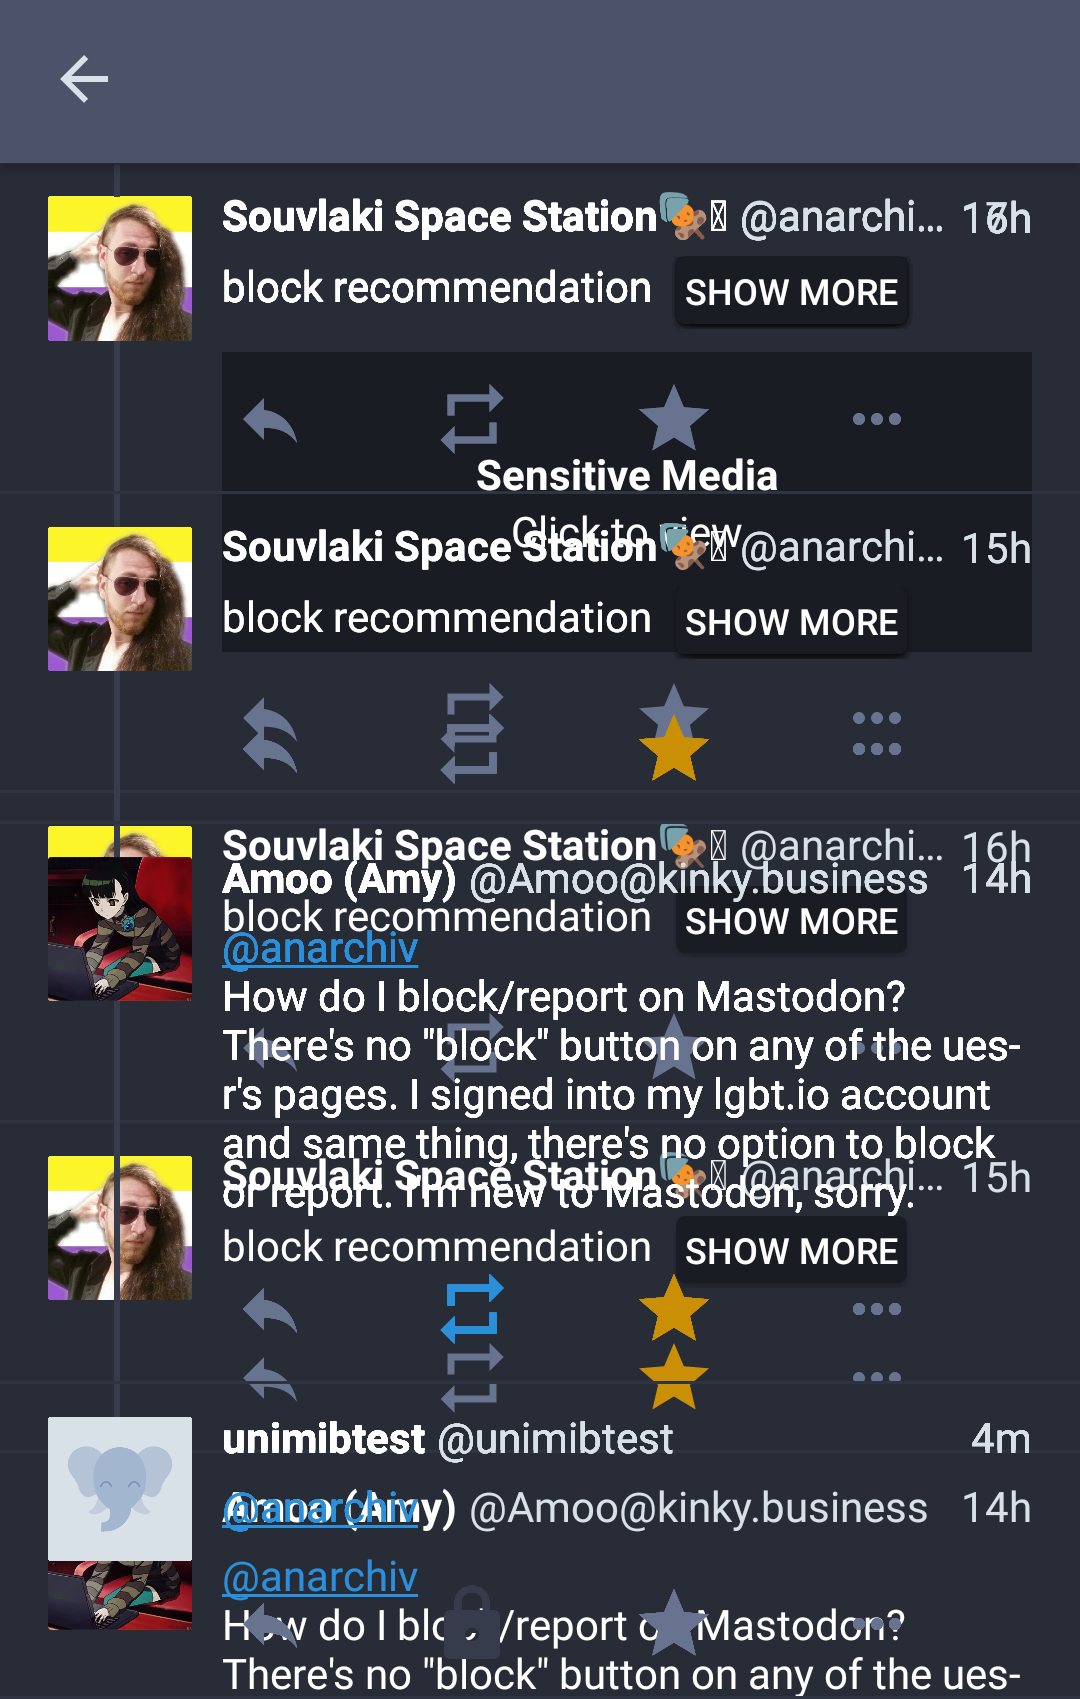 Souvlaki Space Station @anarchi...
block recommendation SHOW MORE
Sensitive Media
Click to view
Souvlaki Space Station @anarchi... 15h
block recommendation SHOW MORE
Souvlaki Space Station @anarchi... 16h
Amoo (Amy) @Amoo@kinky.business 14h
block recommendation SHOW MORE
@anarchiv
How do I block/report on Mastodon?
There's no "block" button on any of the ues-
r's pages. I signed into my lgbt.io account
and same thing, there's no option to block
Souvlaki Space Station @anarchi... 15h
or report. I'm new to Mastodon, sorry.
block recommendation SHOW MORE
unimibtest @unimibtest 4m
@anarchiv
Amoo (Amy) @Amoo@kinky.business 14h
@anarchiv
How do I block/report on Mastodon?
There's no "block" button on any of the ues-